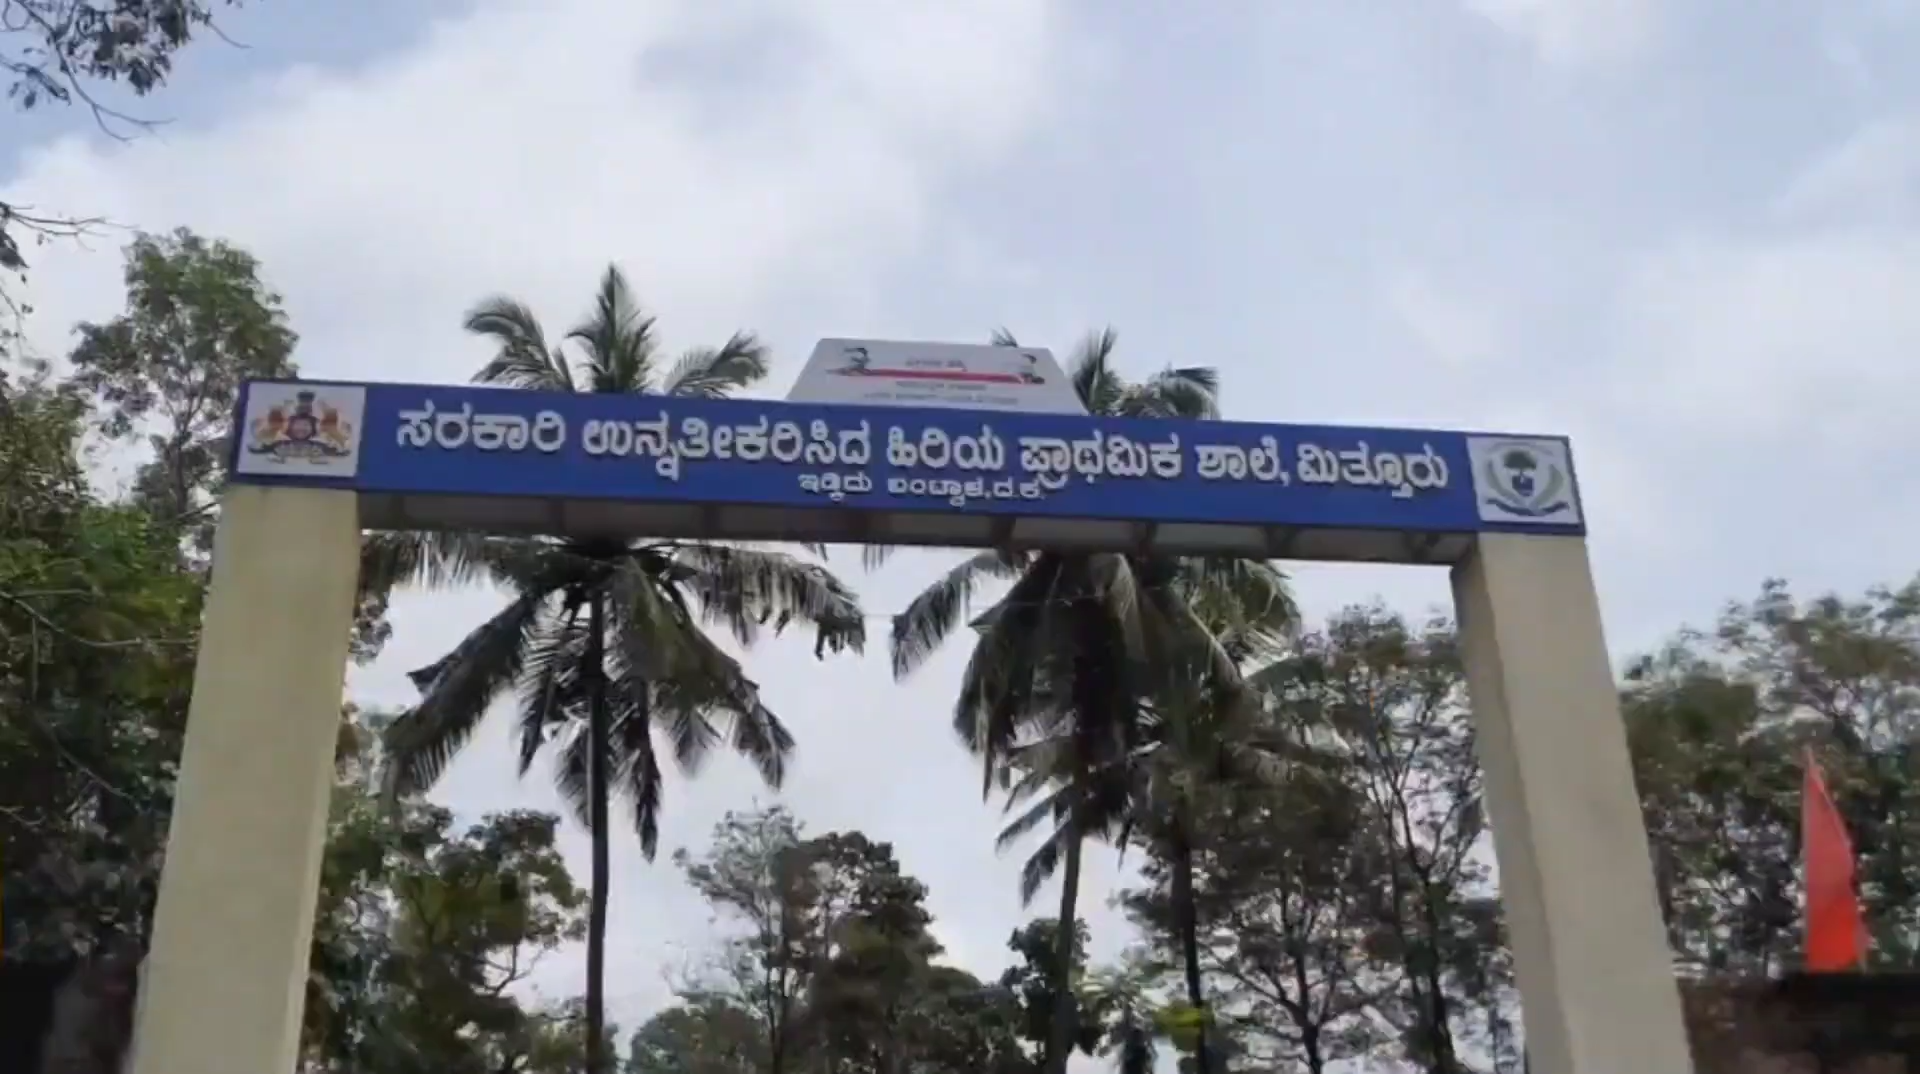 ಸರಕಾರಿ ಉನ್ನತೀಕರಿಸಿದ ಹಿರಿಯ ಪ್ರಾಥಮಿಕ ಶಾಲೆ, ಮಿತ್ತೂರು
ಇಡ್ಕಿದು ಬಂಟ್ವಾಳ,ದ.ಕ.